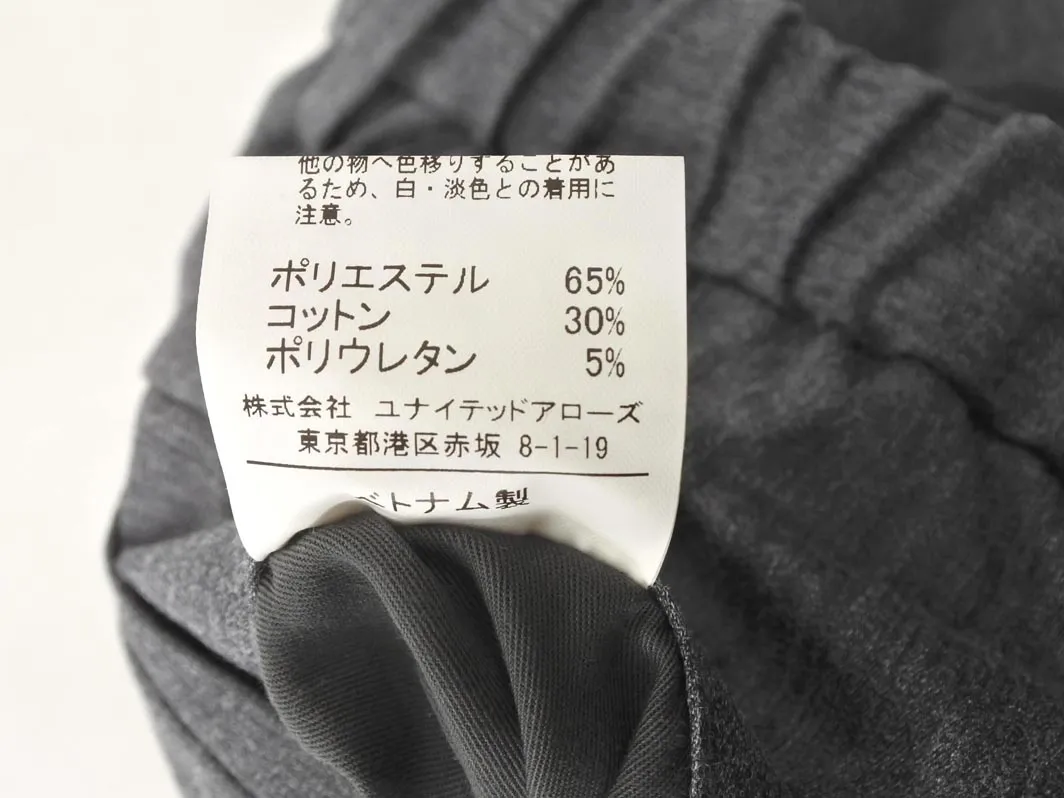 他の物へ色移りすることがあ
るため、白・淡色との着用に
注意。
ポリエステル 65%
コットン 30%
ポリウレタン 5%
株式会社 ユナイテッドアローズ
東京都港区赤坂 8-1-19
ベトナム製